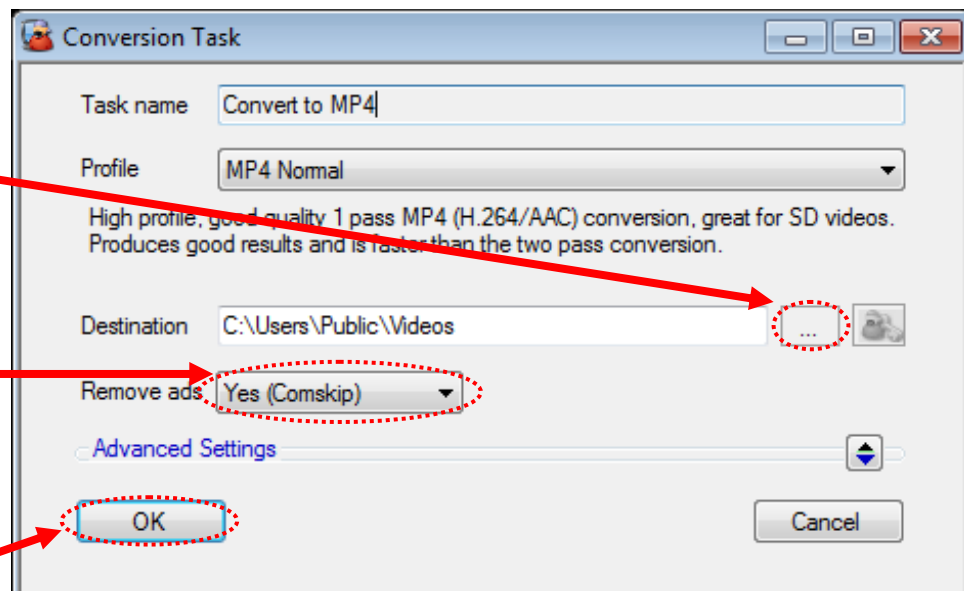 Conversion Task
Task name Convert to MP4
Profile MP4 Normal
High profile, good quality 1 pass MP4 (H.264/AAC) conversion, great for SD videos.
Produces good results and is faster than the two pass conversion.
Destination C:\Users\Public\Videos ...
Remove ads Yes (Comskip)
Advanced Settings
OK Cancel